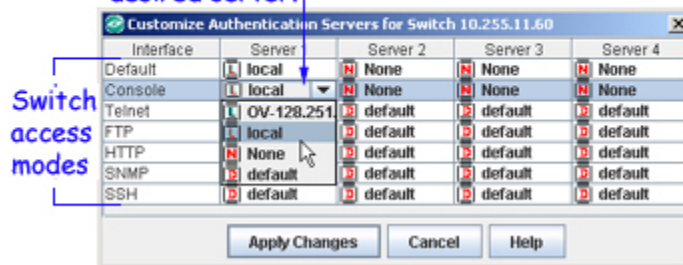 desired server.
Customize Authentication Servers for Switch 10.255.11.60
Interface Server 1 Server 2 Server 3 Server 4
Default local None None None
Console local None None None
Telnet OV-128.251. default default default
FTP local default default default
HTTP None default default default
SNMP default default default default
SSH default default default default
Switch
access
modes
Apply Changes Cancel Help